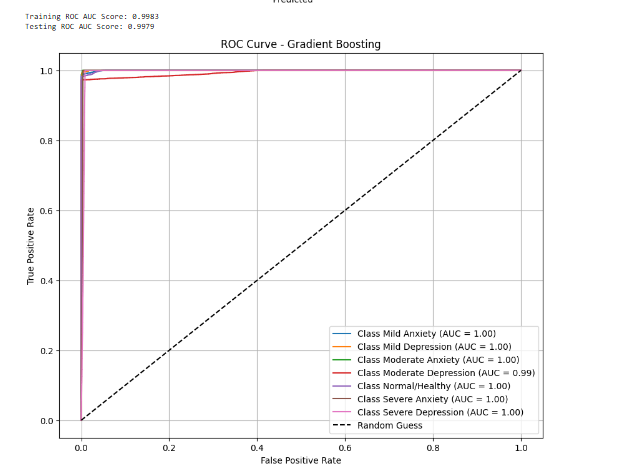 Predicted
Training ROC AUC Score: 0.9983
Testing ROC AUC Score: 0.9979
ROC Curve - Gradient Boosting
1.0
0.8
0.6
0.4
0.2
0.0
True Positive Rate
Class Mild Anxiety (AUC = 1.00)
Class Mild Depression (AUC = 1.00)
Class Moderate Anxiety (AUC = 1.00)
Class Moderate Depression (AUC = 0.99)
Class Normal/Healthy (AUC = 1.00)
Class Severe Anxiety (AUC = 1.00)
Class Severe Depression (AUC = 1.00)
Random Guess
0.0 0.2 0.4 0.6 0.8 1.0
False Positive Rate